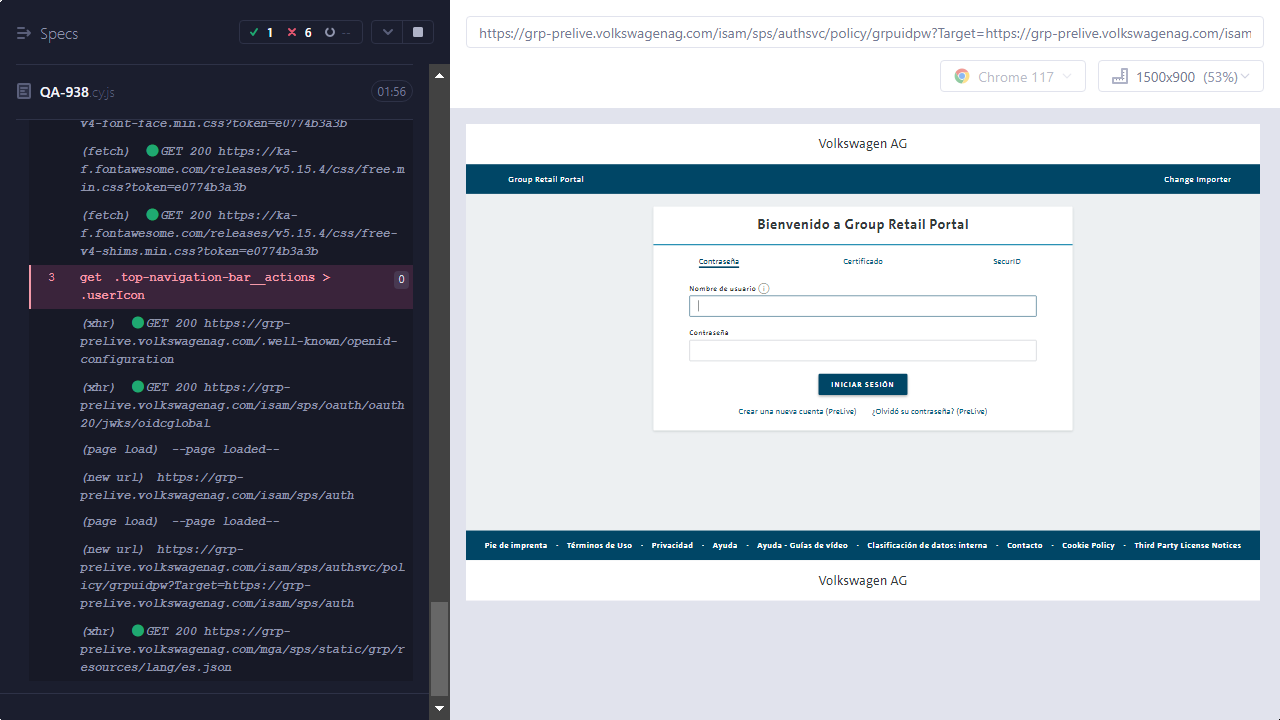 Specs
1
6
--
QA-938.cy.js
01:56
v4-font-face.min.css?token=e0774b3a3b
(fetch) GET 200 https://ka-
f.fontawesome.com/releases/v5.15.4/css/free.m
in.css?token=e0774b3a3b
(fetch) GET 200 https://ka-
f.fontawesome.com/releases/v5.15.4/css/free-
v4-shims.min.css?token=e0774b3a3b
3 get .top-navigation-bar__actions > 0
.userIcon
(xhr) GET 200 https://grp-
prelive.volkswagenag.com/.well-known/openid-
configuration
(xhr) GET 200 https://grp-
prelive.volkswagenag.com/isam/sps/oauth/oauth
20/jwks/oidcglobal
(page load) --page loaded--
(new url) https://grp-
prelive.volkswagenag.com/isam/sps/auth
(page load) --page loaded--
(new url) https://grp-
prelive.volkswagenag.com/isam/sps/authsvc/pol
icy/grpuidpw?Target=https://grp-
prelive.volkswagenag.com/isam/sps/auth
(xhr) GET 200 https://grp-
prelive.volkswagenag.com/mga/sps/static/grp/r
esources/lang/es.json
https://grp-prelive.volkswagenag.com/isam/sps/authsvc/policy/grpuidpw?Target=https://grp-prelive.volkswagenag.com/isam
Chrome 117
1500x900 (53%)
Volkswagen AG
Group Retail Portal
Change Importer
Bienvenido a Group Retail Portal
Contraseña Certificado SecurID
Nombre de usuario i
Contraseña
INICIAR SESIÓN
Crear una nueva cuenta (PreLive) ¿Olvidó su contraseña? (PreLive)
Pie de imprenta - Términos de Uso - Privacidad - Ayuda - Ayuda - Guías de vídeo - Clasificación de datos: interna - Contacto - Cookie Policy - Third Party License Notices
Volkswagen AG